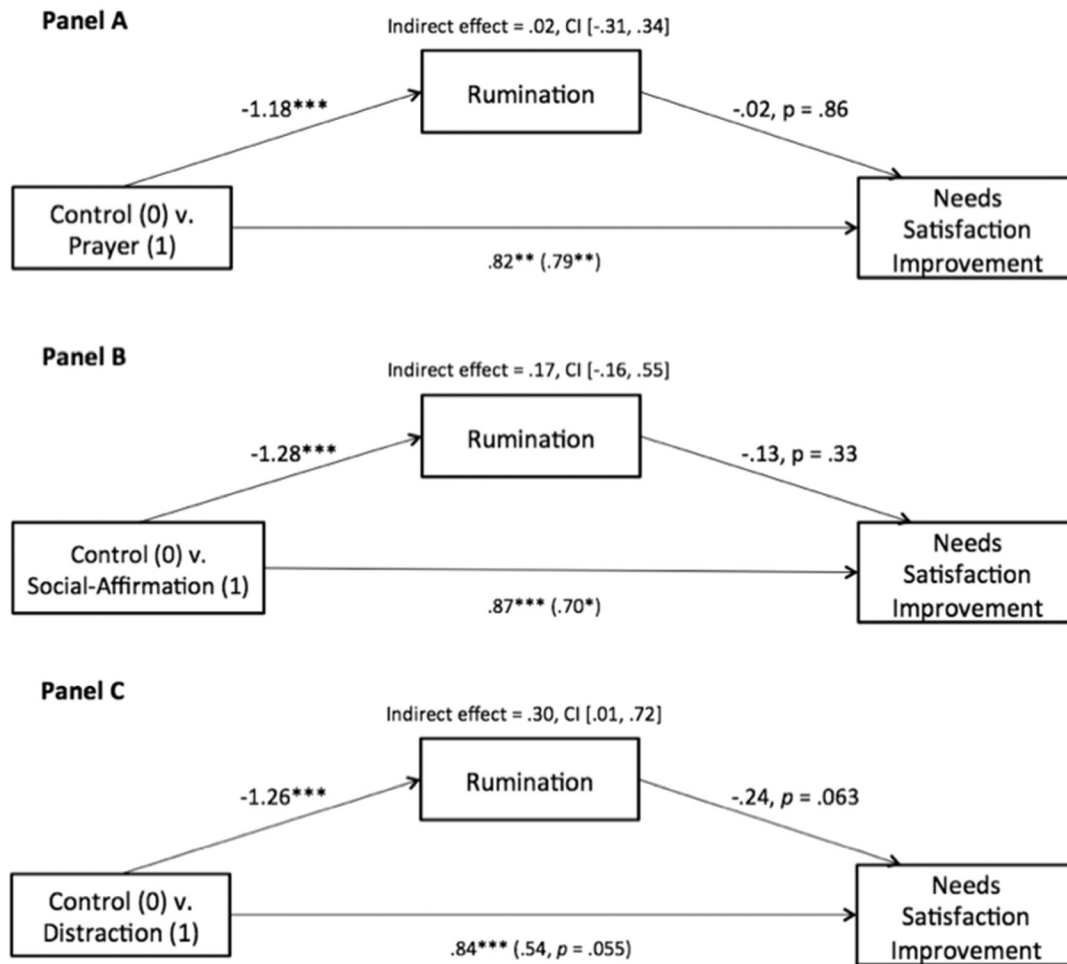 Panel A
Indirect effect = .02, CI [-.31, .34]
Rumination
-1.18***
-.02, p = .86
Control (0) v.
Prayer (1)
Needs
Satisfaction
Improvement
.82** (.79**)
Panel B
Indirect effect = .17, CI [-.16, .55]
Rumination
-1.28***
-.13, p = .33
Control (0) v.
Social-Affirmation (1)
Needs
Satisfaction
Improvement
.87*** (.70*)
Panel C
Indirect effect = .30, CI [.01, .72]
Rumination
-1.26***
-.24, p = .063
Control (0) v.
Distraction (1)
Needs
Satisfaction
Improvement
.84*** (.54, p = .055)